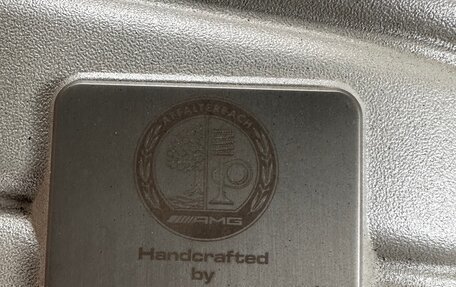 AFFALTERBACH
AMG
Handcrafted
by